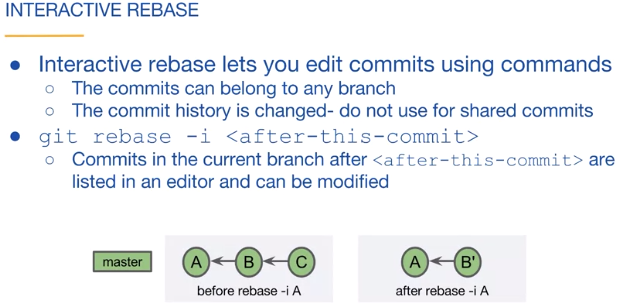 INTERACTIVE REBASE
● Interactive rebase lets you edit commits using commands
○ The commits can belong to any branch
○ The commit history is changed- do not use for shared commits
● git rebase -i <after-this-commit>
○ Commits in the current branch after <after-this-commit> are
listed in an editor and can be modified
master
A B C
before rebase -i A
A B'
after rebase -i A